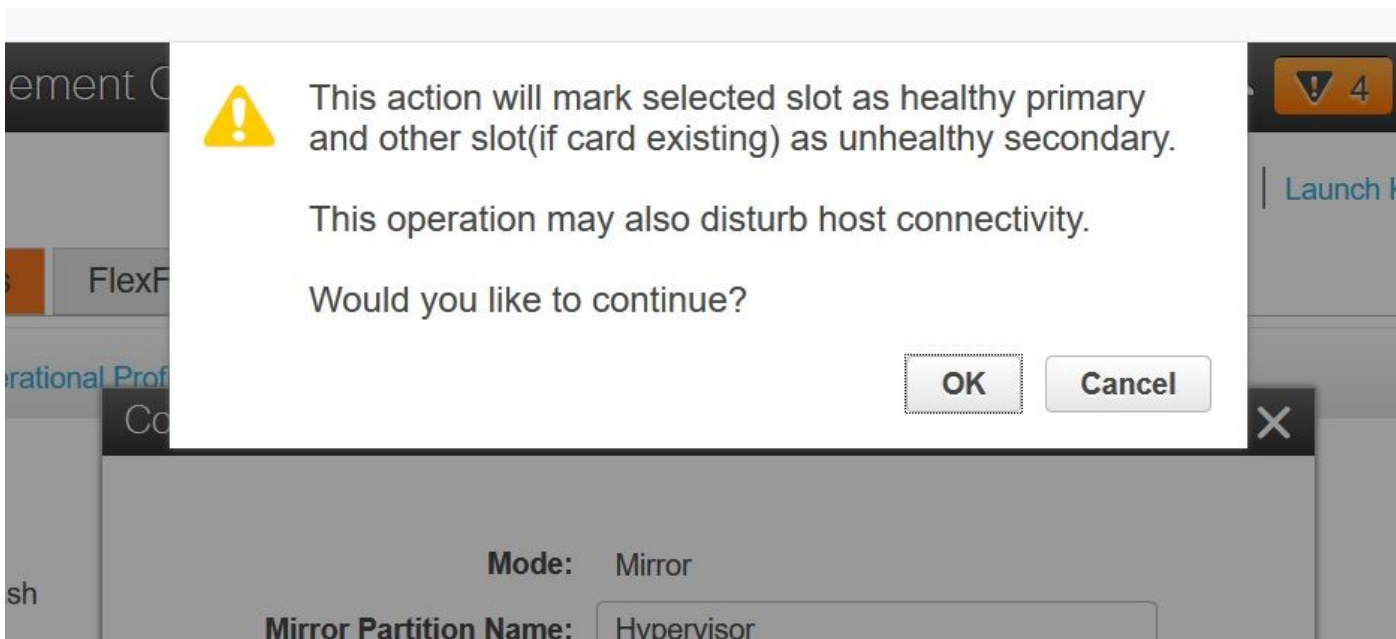 ement C
4
This action will mark selected slot as healthy primary
and other slot(if card existing) as unhealthy secondary.
This operation may also disturb host connectivity.
Would you like to continue?
OK
Cancel
Launch
FlexF
erational Prof
Co
Mode: Mirror
sh
Mirror Partition Name: Hypervisor